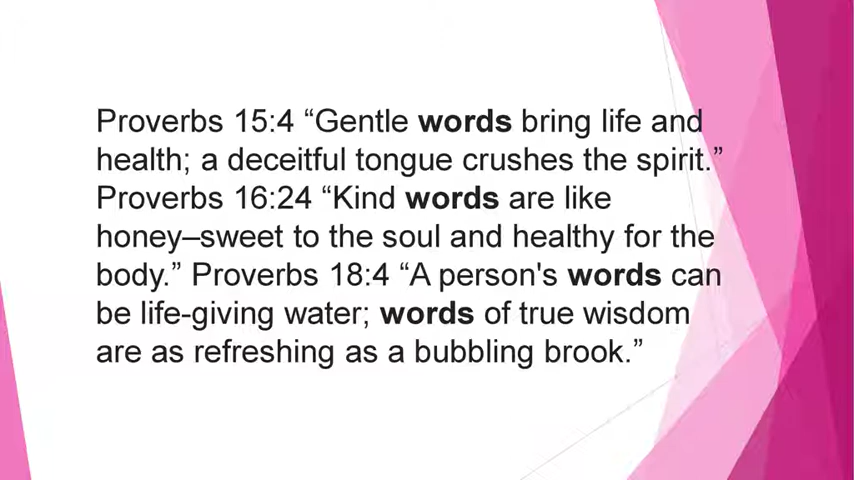 Proverbs 15:4 “Gentle words bring life and
health; a deceitful tongue crushes the spirit.”
Proverbs 16:24 “Kind words are like
honey—sweet to the soul and healthy for the
body.” Proverbs 18:4 “A person's words can
be life-giving water; words of true wisdom
are as refreshing as a bubbling brook.”